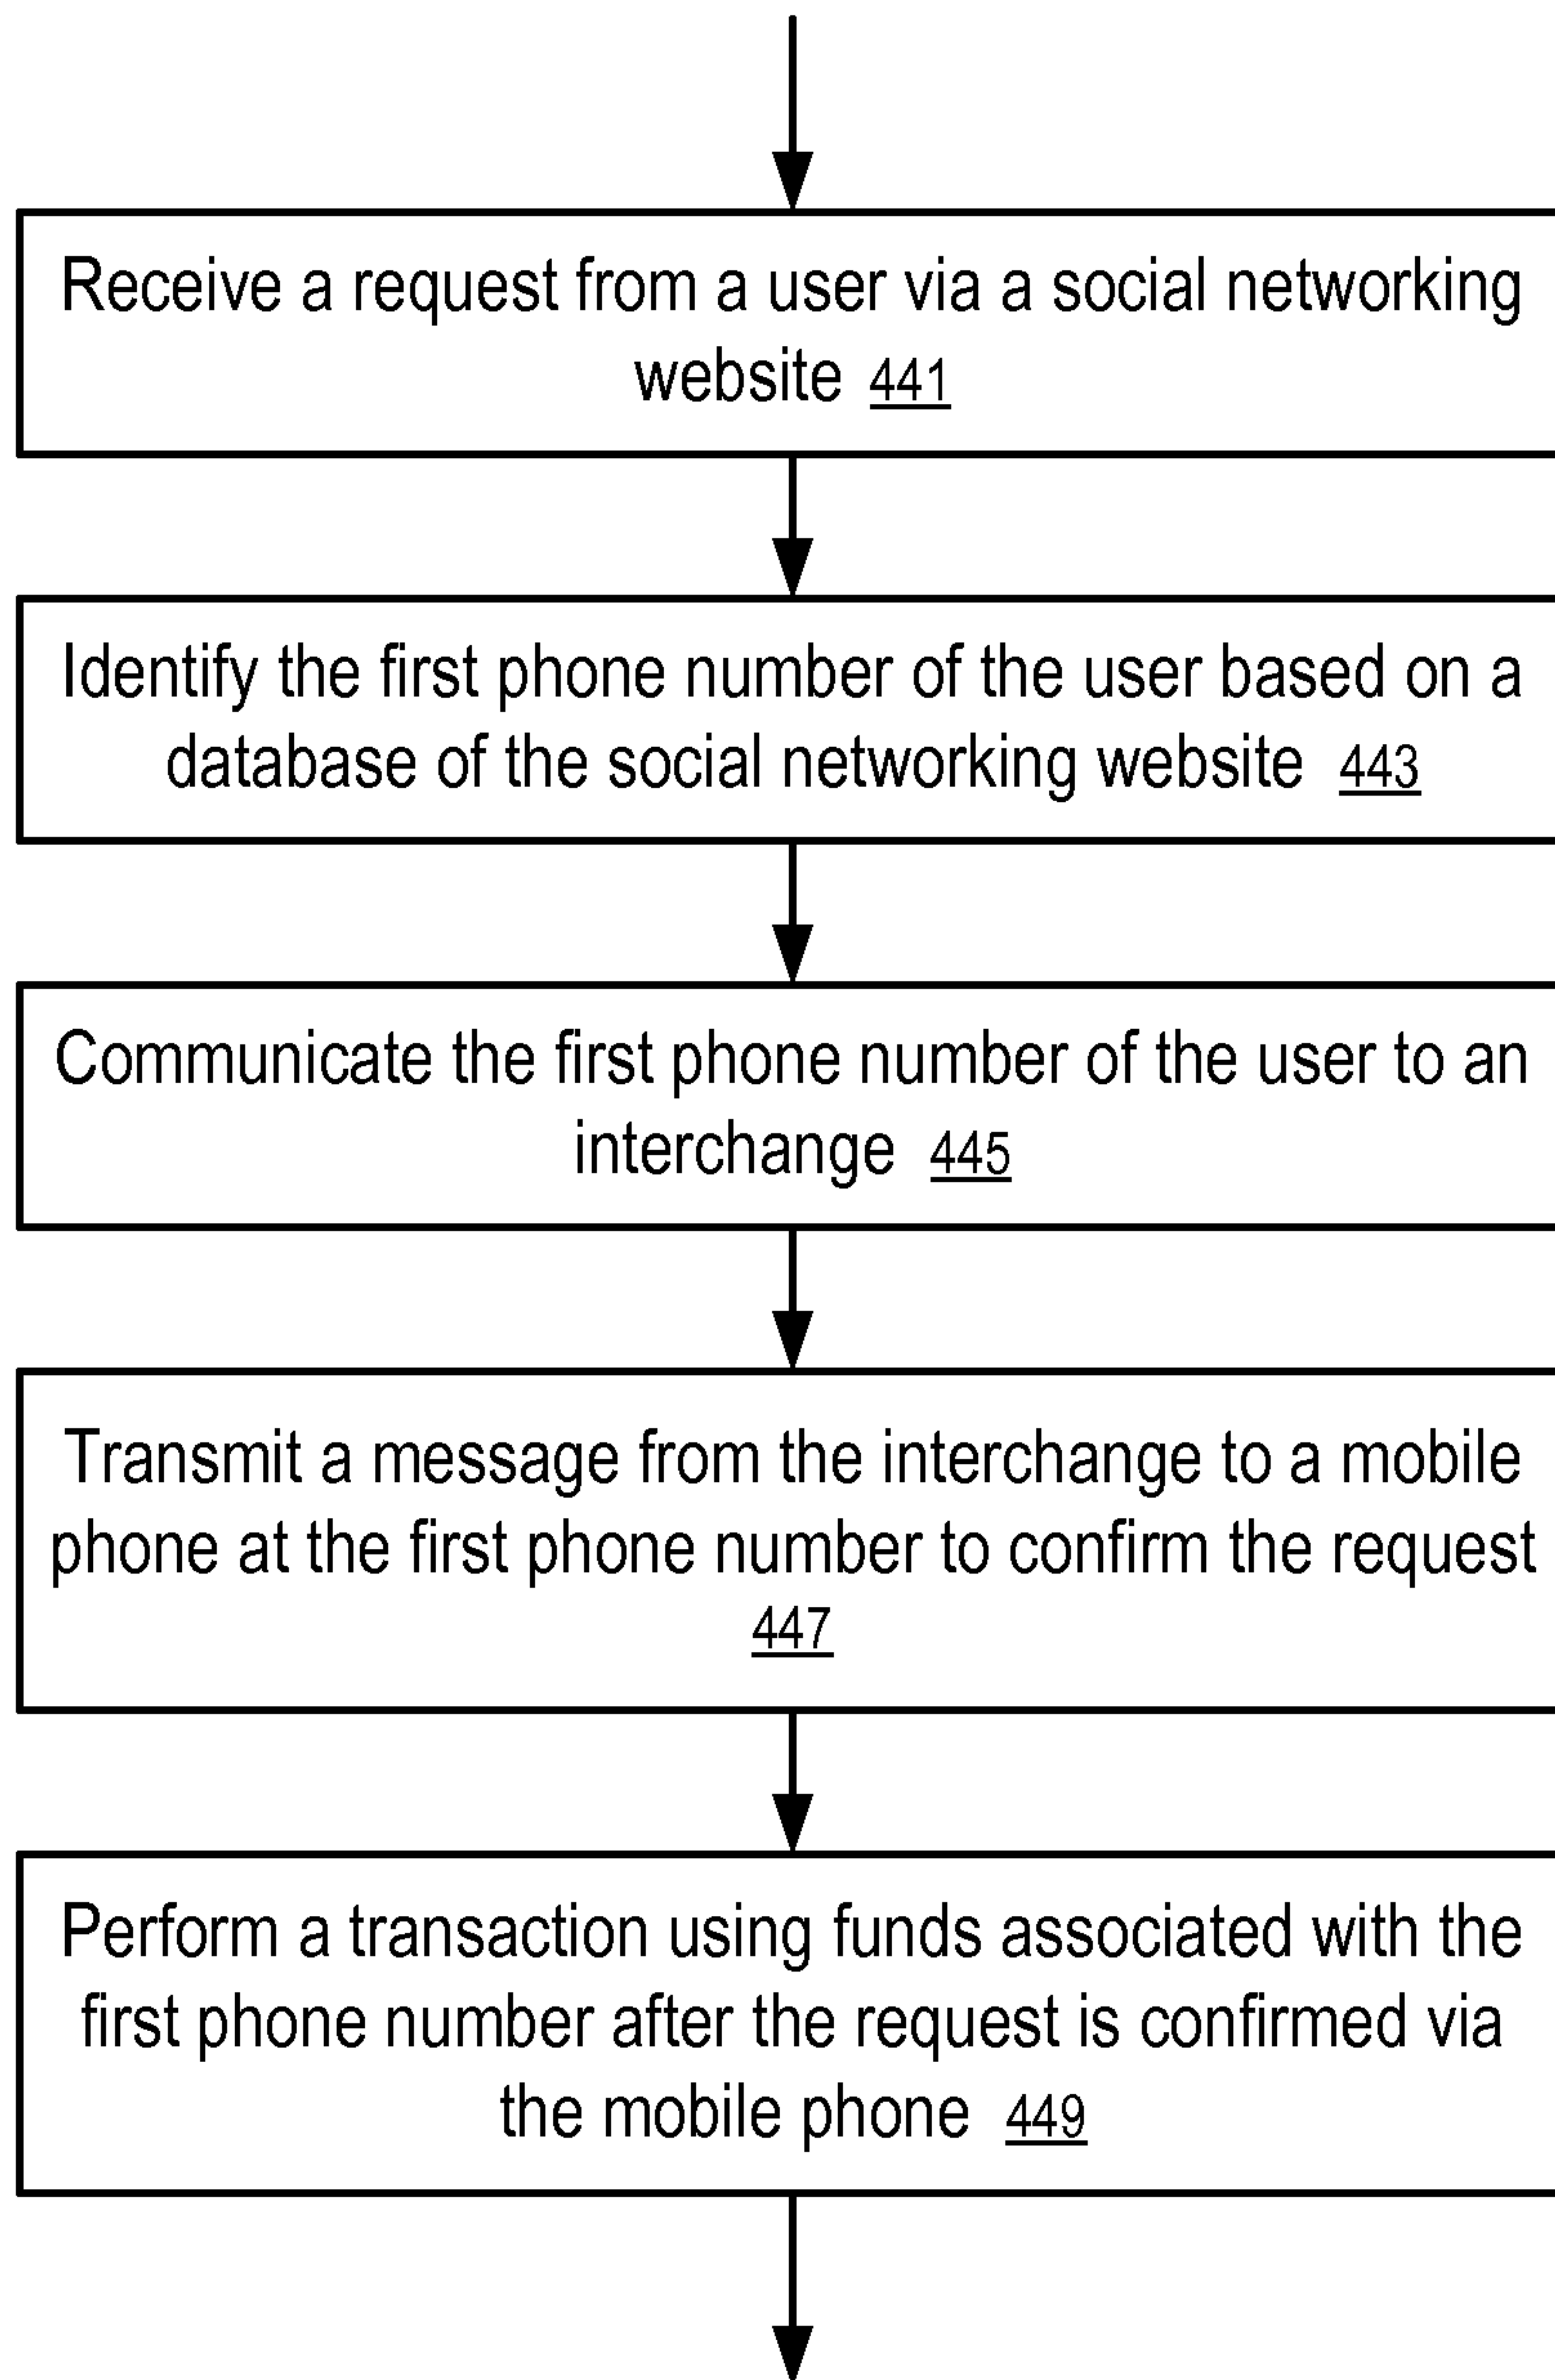 Receive a request from a user via a social networking
website 441
Identify the first phone number of the user based on a
database of the social networking website 443
Communicate the first phone number of the user to an
interchange 445
Transmit a message from the interchange to a mobile
phone at the first phone number to confirm the request
447
Perform a transaction using funds associated with the
first phone number after the request is confirmed via
the mobile phone 449